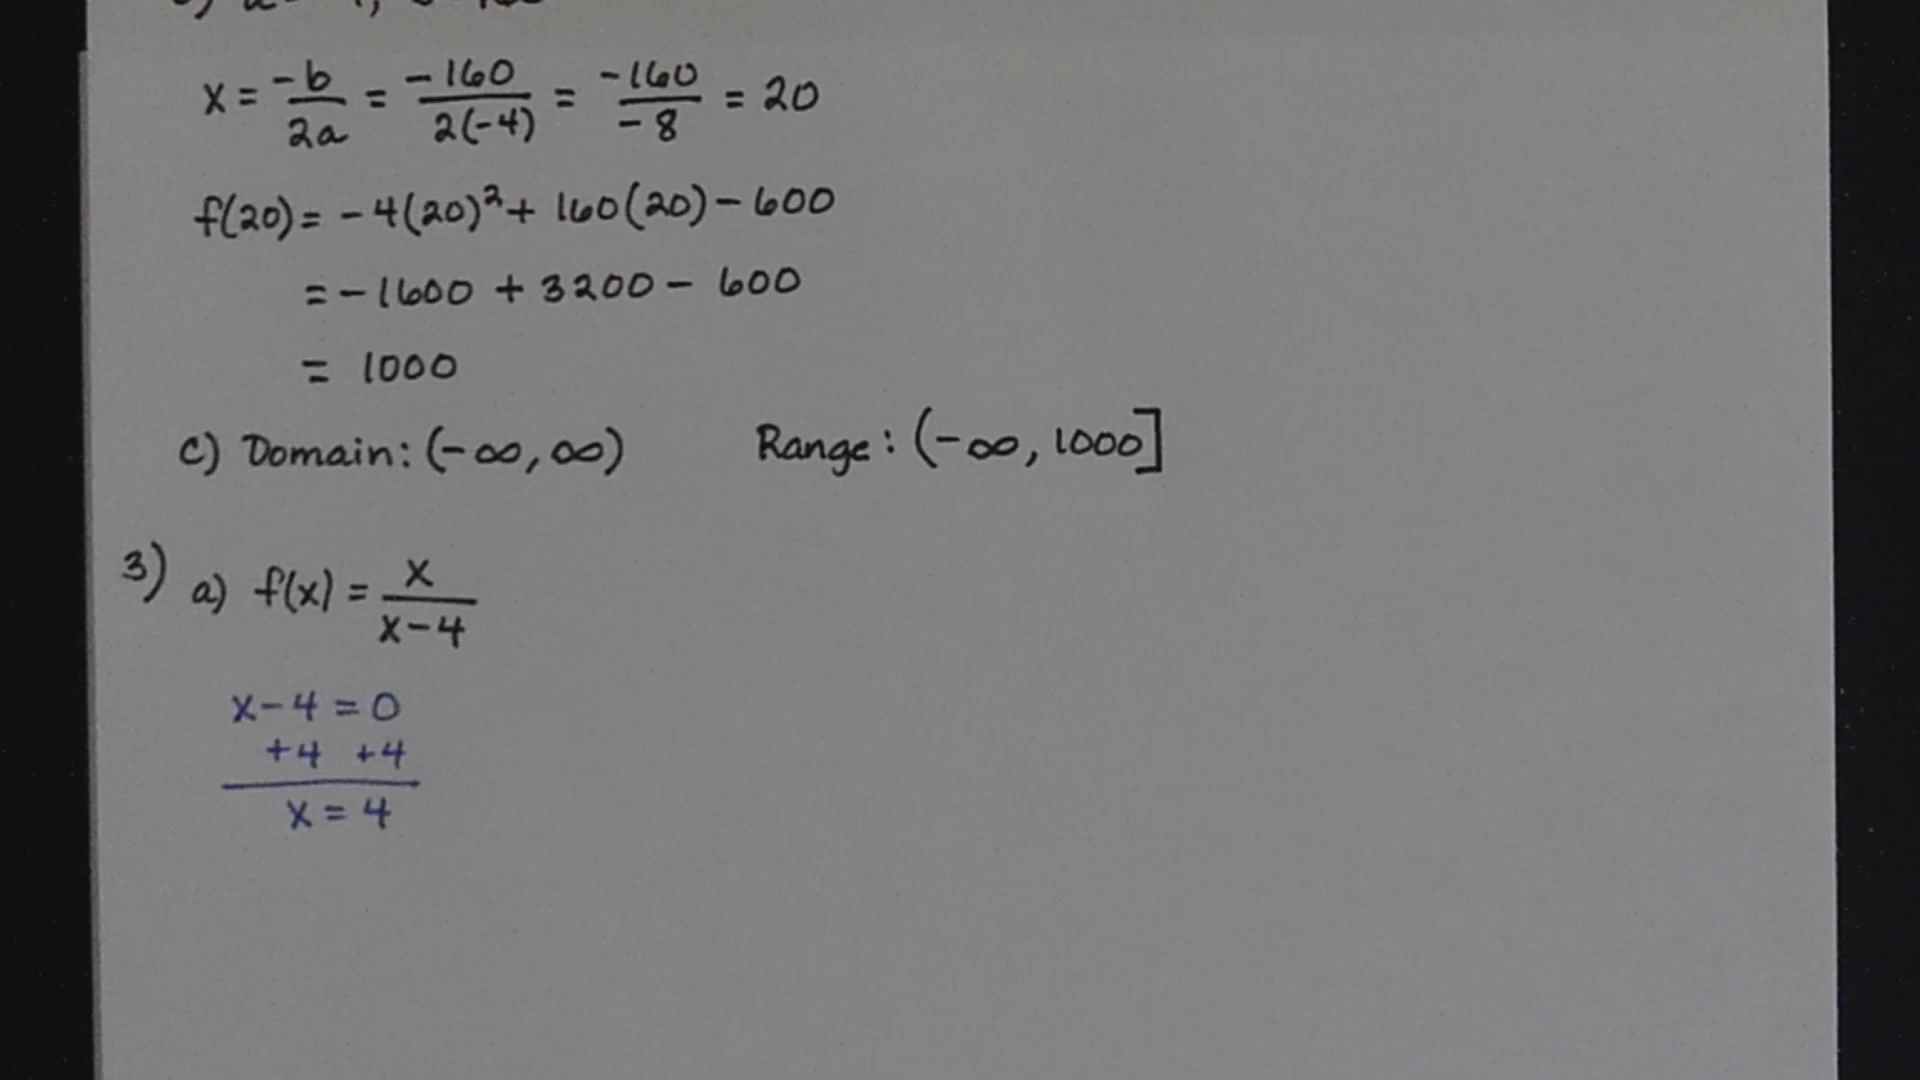 x = -b/2a = -160/2(-4) = -160/-8 = 20
f(20) = -4(20)² + 160(20) - 600
= -1600 + 3200 - 600
= 1000
c) Domain: (-∞, ∞) Range: (-∞, 1000]
3) a) f(x) = x/x-4
x-4 = 0
+4 +4
x = 4